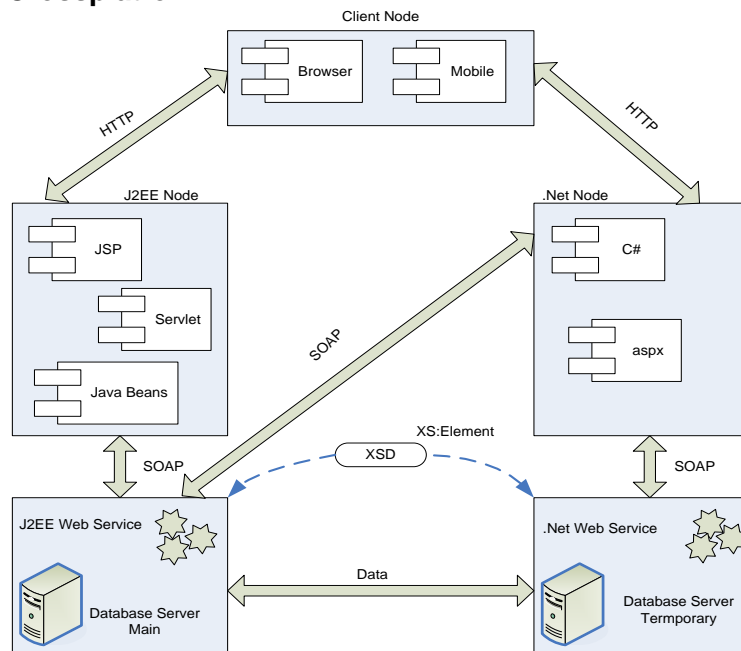 Client Node
Browser
Mobile
HTTP
HTTP
J2EE Node
.Net Node
JSP
Servlet
Java Beans
C#
aspx
SOAP
XS:Element
XSD
SOAP
SOAP
J2EE Web Service
.Net Web Service
Data
Database Server
Main
Database Server
Termporary